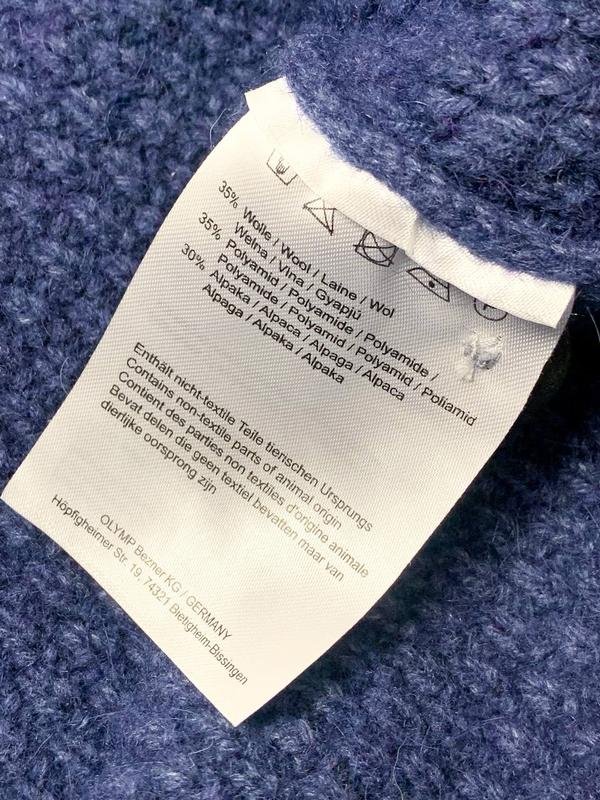 35% Wolle / Wool / Laine / Wol
Wełna / Vlna / Gyapjú
35% Polyamid / Polyamide / Polyamide /
Polyamide / Polyamid / Polyamid / Poliamid
30% Alpaka / Alpaca / Alpaga / Alpaca
Alpaga / Alpaka / Alpaka
Enthält nicht-textile Teile tierischen Ursprungs
Contains non-textile parts of animal origin
Contient des parties non textiles d'origine animale
Bevat delen die geen textiel bevatten maar van
dierlijke oorsprong zijn
OLYMP Bezner KG / GERMANY
Höpfigheimer Str. 19, 74321 Bietigheim-Bissingen